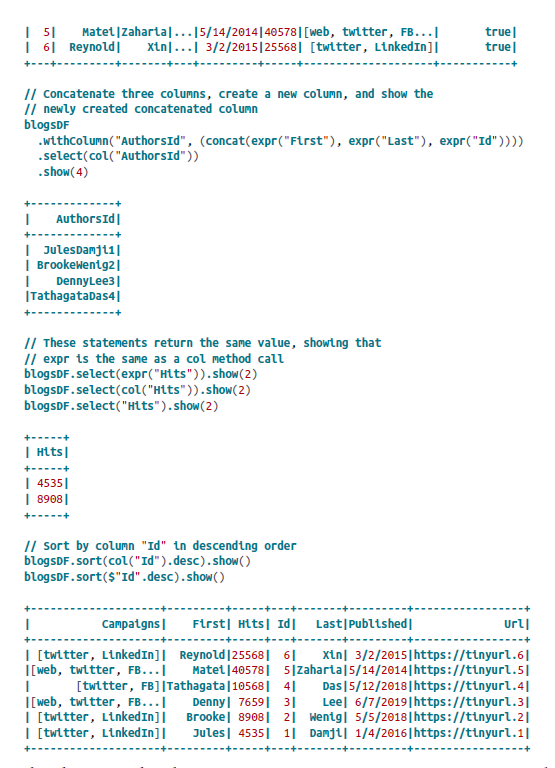 |  5|    Matei|Zaharia|...|5/14/2014|40578|[web, twitter, FB...|       true|
|  6|  Reynold|    Xin|...| 3/2/2015|25568| [twitter, LinkedIn]|       true|
+---+---------+-------+---+---------+-----+--------------------+-----------+
// Concatenate three columns, create a new column, and show the
// newly created concatenated column
blogsDF
  .withColumn("AuthorsId", (concat(expr("First"), expr("Last"), expr("Id"))))
  .select(col("AuthorsId"))
  .show(4)
+-------------+
|    AuthorsId|
+-------------+
|  JulesDamji1|
| BrookeWenig2|
|    DennyLee3|
|TathagataDas4|
+-------------+
// These statements return the same value, showing that
// expr is the same as a col method call
blogsDF.select(expr("Hits")).show(2)
blogsDF.select(col("Hits")).show(2)
blogsDF.select("Hits").show(2)
+-----+
| Hits|
+-----+
| 4535|
| 8908|
+-----+
// Sort by column "Id" in descending order
blogsDF.sort(col("Id").desc).show()
blogsDF.sort($"Id".desc).show()
+--------------------+---------+-----+---+-------+---------+-----------------+
|           Campaigns|    First| Hits| Id|   Last|Published|              Url|
+--------------------+---------+-----+---+-------+---------+-----------------+
| [twitter, LinkedIn]|  Reynold|25568|  6|    Xin| 3/2/2015|https://tinyurl.6|
|[web, twitter, FB...|    Matei|40578|  5|Zaharia|5/14/2014|https://tinyurl.5|
|       [twitter, FB]|Tathagata|10568|  4|    Das|5/12/2018|https://tinyurl.4|
|[web, twitter, FB...|    Denny| 7659|  3|    Lee| 6/7/2019|https://tinyurl.3|
| [twitter, LinkedIn]|   Brooke| 8908|  2|  Wenig| 5/5/2018|https://tinyurl.2|
| [twitter, LinkedIn]|    Jules| 4535|  1|  Damji| 1/4/2016|https://tinyurl.1|
+--------------------+---------+-----+---+-------+---------+-----------------+